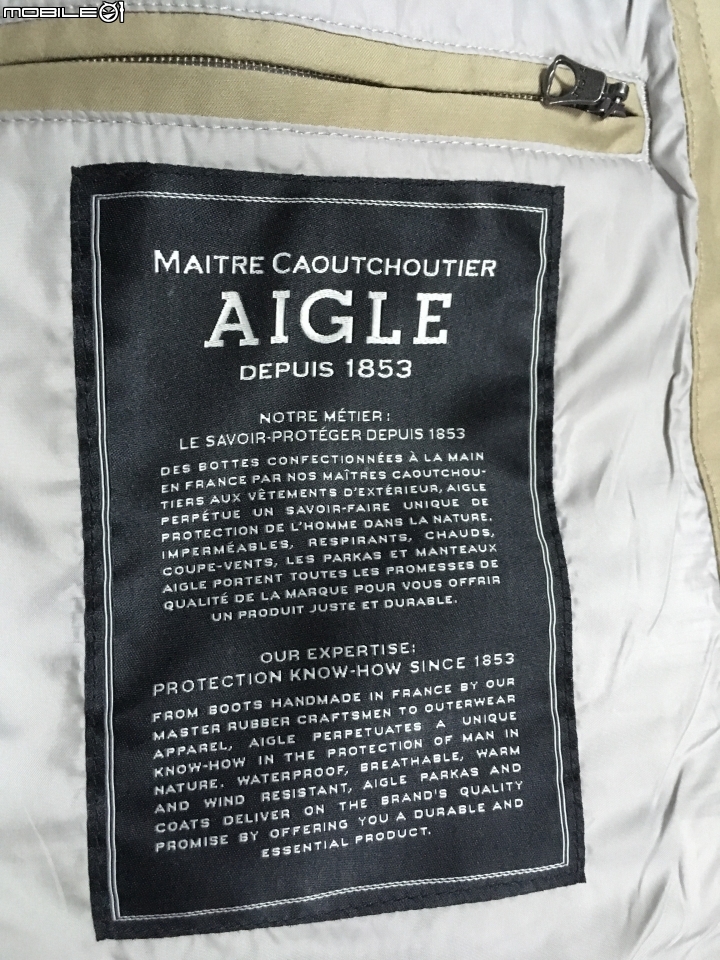 MOBILE01
MAITRE CAOUTCHOUTIER
AIGLE
DEPUIS 1853
NOTRE MÉTIER :
LE SAVOIR-PROTÉGER DEPUIS 1853
DES BOTTES CONFECTIONNÉES À LA MAIN
EN FRANCE PAR NOS MAÎTRES CAOUTCHOU-
TIERS AUX VÊTEMENTS D'EXTÉRIEUR, AIGLE
PERPÉTUE UN SAVOIR-FAIRE UNIQUE DE
PROTECTION DE L'HOMME DANS LA NATURE.
IMPERMÉABLES, RESPIRANTS, CHAUDS,
COUPE-VENTS, LES PARKAS ET MANTEAUX
AIGLE PORTENT TOUTES LES PROMESSES DE
QUALITÉ DE LA MARQUE POUR VOUS OFFRIR
UN PRODUIT JUSTE ET DURABLE.
OUR EXPERTISE:
PROTECTION KNOW-HOW SINCE 1853
FROM BOOTS HANDMADE IN FRANCE BY OUR
MASTER RUBBER CRAFTSMEN TO OUTERWEAR
APPAREL, AIGLE PERPETUATES A UNIQUE
KNOW-HOW IN THE PROTECTION OF MAN IN
NATURE. WATERPROOF, BREATHABLE, WARM
AND WIND RESISTANT, AIGLE PARKAS AND
COATS DELIVER ON THE BRAND'S QUALITY
PROMISE BY OFFERING YOU A DURABLE AND
ESSENTIAL PRODUCT.